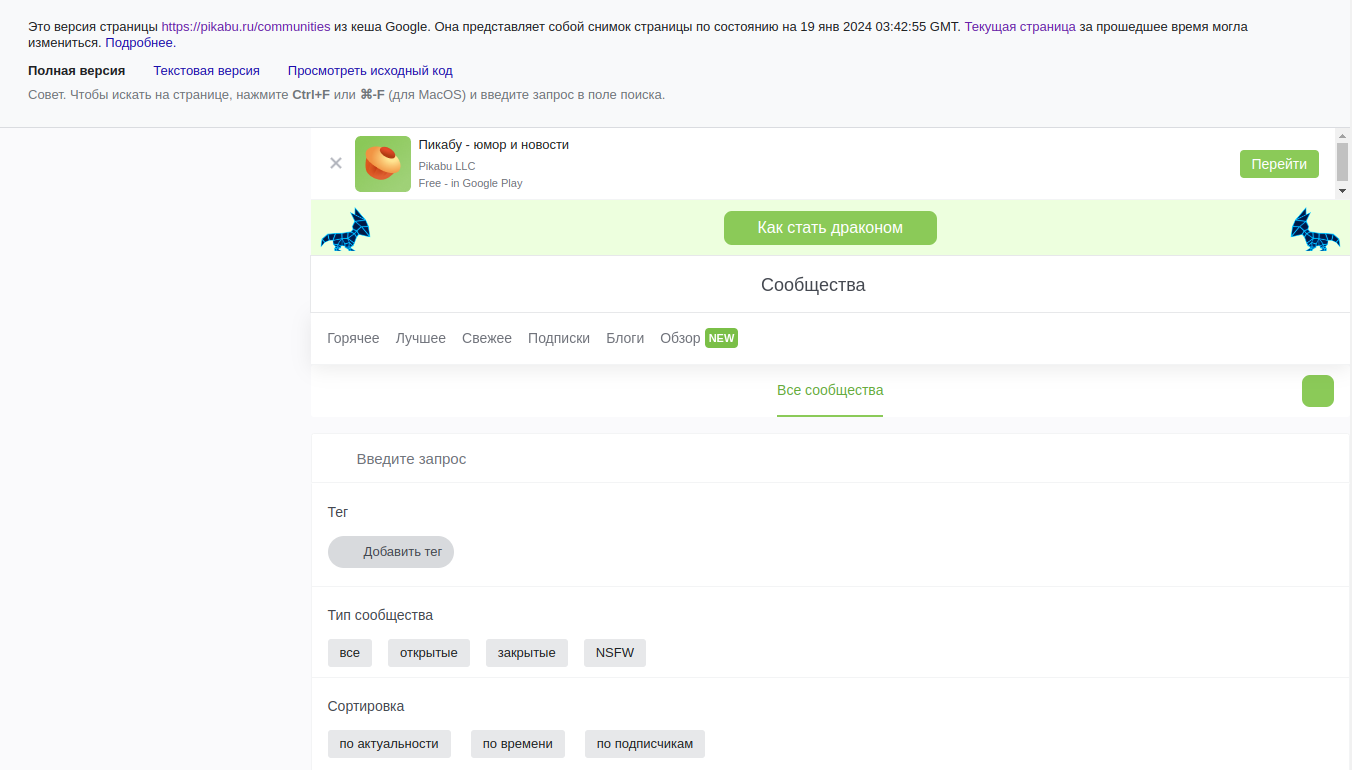 Это версия страницы https://pikabu.ru/communities из кеша Google. Она представляет собой снимок страницы по состоянию на 19 янв 2024 03:42:55 GMT. Текущая страница за прошедшее время могла
измениться. Подробнее.
Полная версия Текстовая версия Просмотреть исходный код
Совет. Чтобы искать на странице, нажмите Ctrl+F или ⌘-F (для MacOS) и введите запрос в поле поиска.
Пикабу - юмор и новости
Pikabu LLC
Free - in Google Play
Перейти
Как стать драконом
Сообщества
Горячее Лучшее Свежее Подписки Блоги Обзор NEW
Все сообщества
Введите запрос
Тег
Добавить тег
Тип сообщества
все открытые закрытые NSFW
Сортировка
по актуальности по времени по подписчикам